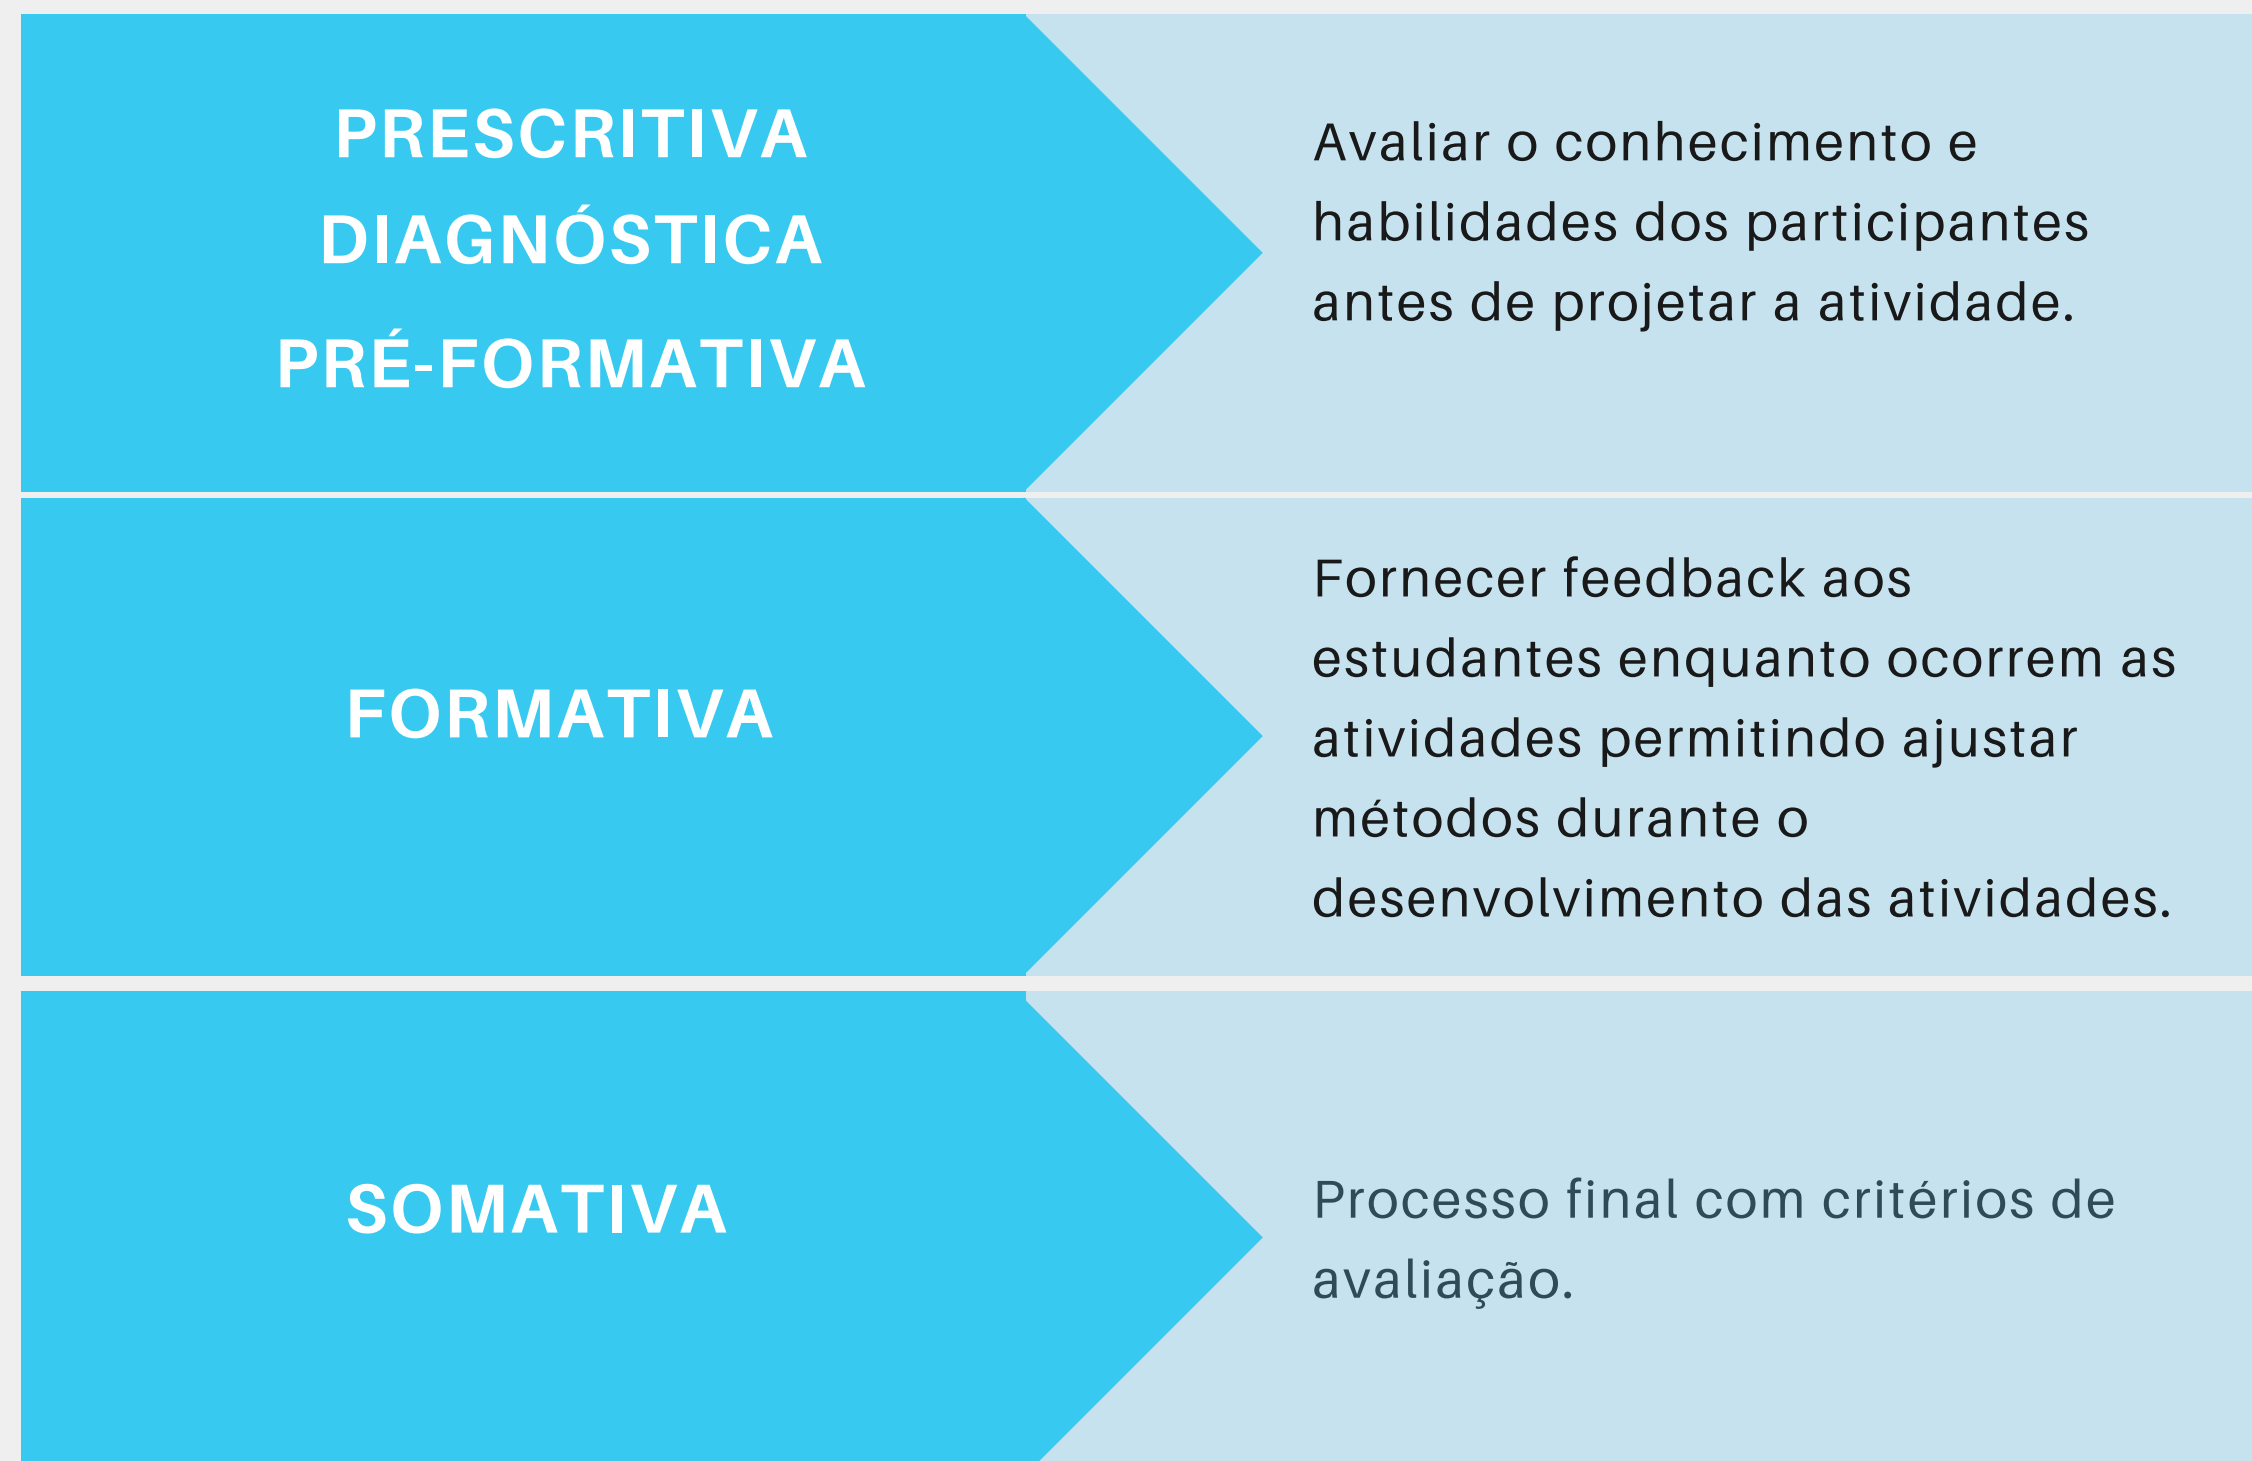 PRESCRITIVA
DIAGNÓSTICA
PRÉ-FORMATIVA
Avaliar o conhecimento e
habilidades dos participantes
antes de projetar a atividade.
FORMATIVA
Fornecer feedback aos
estudantes enquanto ocorrem as
atividades permitindo ajustar
métodos durante o
desenvolvimento das atividades.
SOMATIVA
Processo final com critérios de
avaliação.